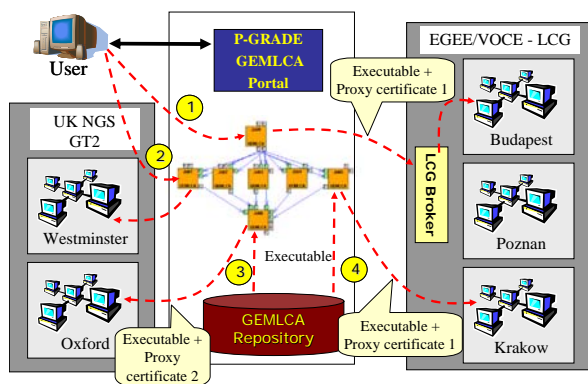 User
P-GRADE
GEMLCA
Portal
EGEE/VOCE - LCG
Executable +
Proxy certificate 1
Budapest
1
UK NGS
GT2
2
LCG Broker
Westminster
Poznan
Executable
3
4
Oxford
Executable +
Proxy
certificate 2
GEMLCA
Repository
Executable +
Proxy certificate 1
Krakow